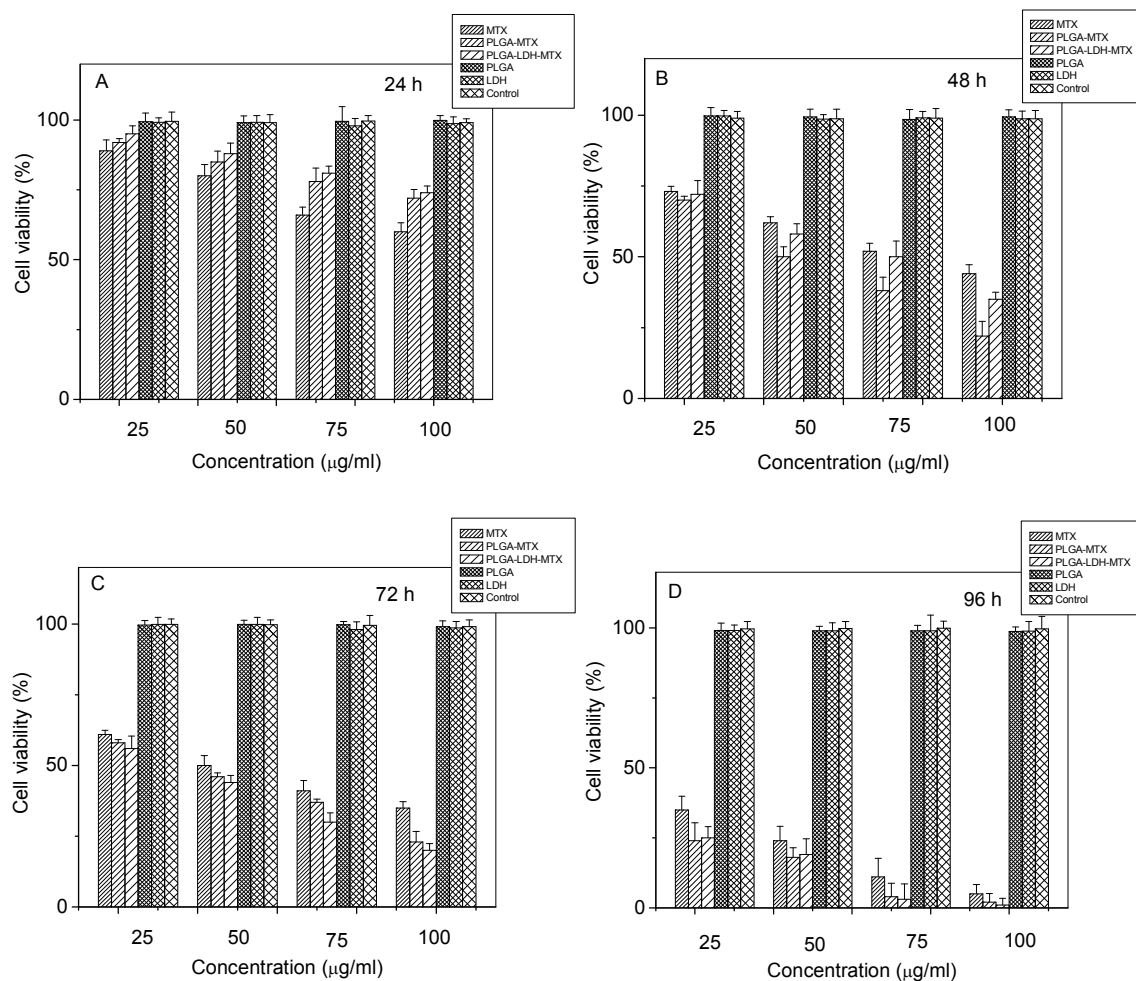 MTX
PLGA-MTX
PLGA-LDH-MTX
PLGA
LDH
Control
A
24 h
100
50
0
Cell viability (%)
25 50 75 100
Concentration (μg/ml)
MTX
PLGA-MTX
PLGA-LDH-MTX
PLGA
LDH
Control
B
48 h
100
50
0
Cell viability (%)
25 50 75 100
Concentration (μg/ml)
MTX
PLGA-MTX
PLGA-LDH-MTX
PLGA
LDH
Control
C
72 h
100
50
0
Cell viability (%)
25 50 75 100
Concentration (μg/ml)
MTX
PLGA-MTX
PLGA-LDH-MTX
PLGA
LDH
Control
D
96 h
100
50
0
Cell viability (%)
25 50 75 100
Concentration (μg/ml)